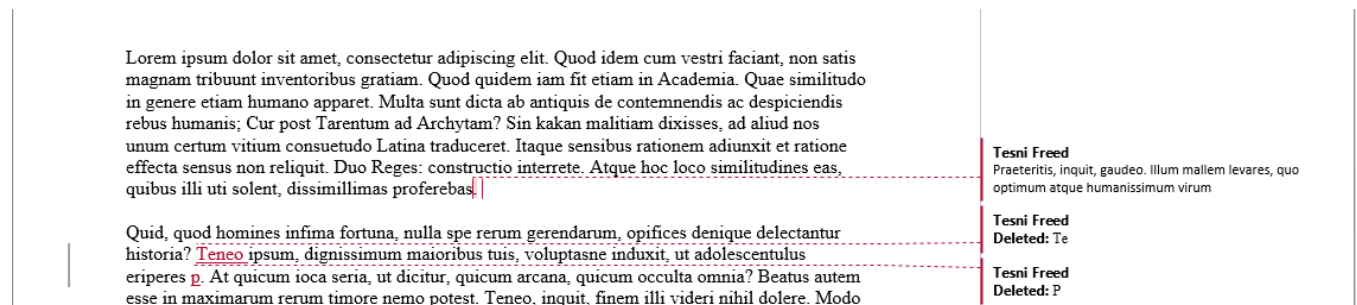 Lorem ipsum dolor sit amet, consectetur adipiscing elit. Quod idem cum vestri faciant, non satis
magnam tribuunt inventoribus gratiam. Quod quidem iam fit etiam in Academia. Quae similitudo
in genere etiam humano apparet. Multa sunt dicta ab antiquis de contemnendis ac despiciendis
rebus humanis; Cur post Tarentum ad Archytam? Sin kakan malitiam dixisses, ad aliud nos
unum certum vitium consuetudo Latina traduceret. Itaque sensibus rationem adiunxit et ratione
effecta sensus non reliquit. Duo Reges: constructio interrete. Atque hoc loco similitudines eas,
quibus illi uti solent, dissimillimas proferebas.
Quid, quod homines infima fortuna, nulla spe rerum gerendarum, opifices denique delectantur
historia? Teneo ipsum, dignissimum maioribus tuis, voluptasne induxit, ut adolescentulus
eriperes p. At quicum ioca seria, ut dicitur, quicum arcana, quicum occulta omnia? Beatus autem
esse in maximarum rerum timore nemo potest. Teneo, inquit, finem illi videri nihil dolere. Modo
Tesni Freed
Praeteritis, inquit, gaudeo. Illum mallem levares, quo
optimum atque humanissimum virum
Tesni Freed
Deleted: Te
Tesni Freed
Deleted: P